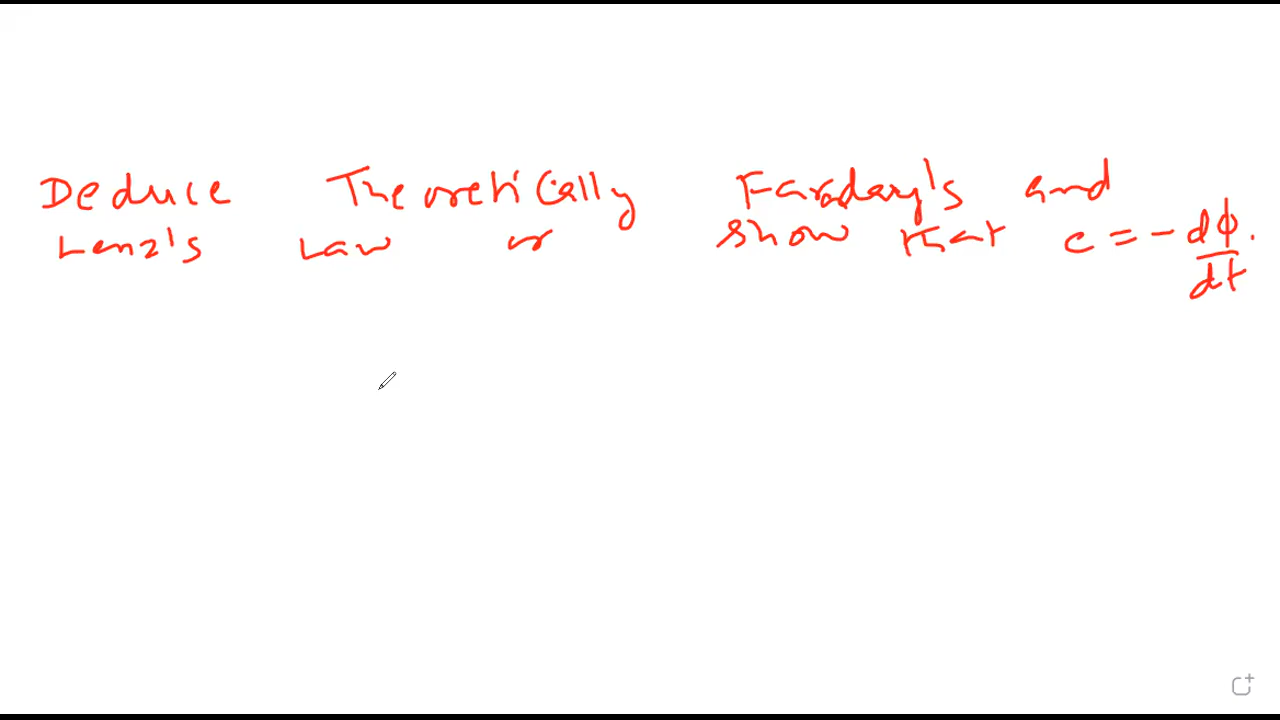 Deduce Theoretically Faraday's and
Lenz's Law or show that e = - dϕ/dt.